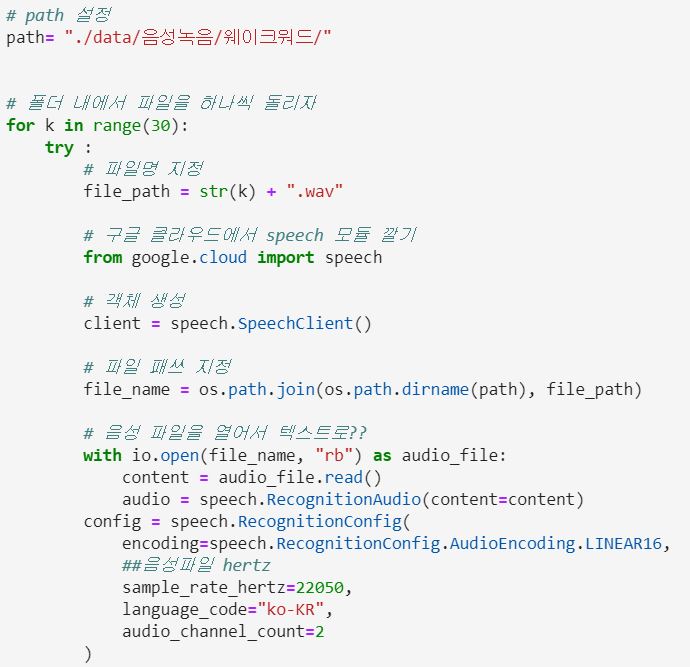 # path 설정
path= "./data/음성녹음/웨이크워드/"
# 폴더 내에서 파일을 하나씩 돌리자
for k in range(30):
try :
# 파일명 지정
file_path = str(k) + ".wav"
# 구글 클라우드에서 speech 모듈 깔기
from google.cloud import speech
# 객체 생성
client = speech.SpeechClient()
# 파일 패쓰 지정
file_name = os.path.join(os.path.dirname(path), file_path)
# 음성 파일을 열어서 텍스트로??
with io.open(file_name, "rb") as audio_file:
content = audio_file.read()
audio = speech.RecognitionAudio(content=content)
config = speech.RecognitionConfig(
encoding=speech.RecognitionConfig.AudioEncoding.LINEAR16,
##음성파일 hertz
sample_rate_hertz=22050,
language_code="ko-KR",
audio_channel_count=2
)